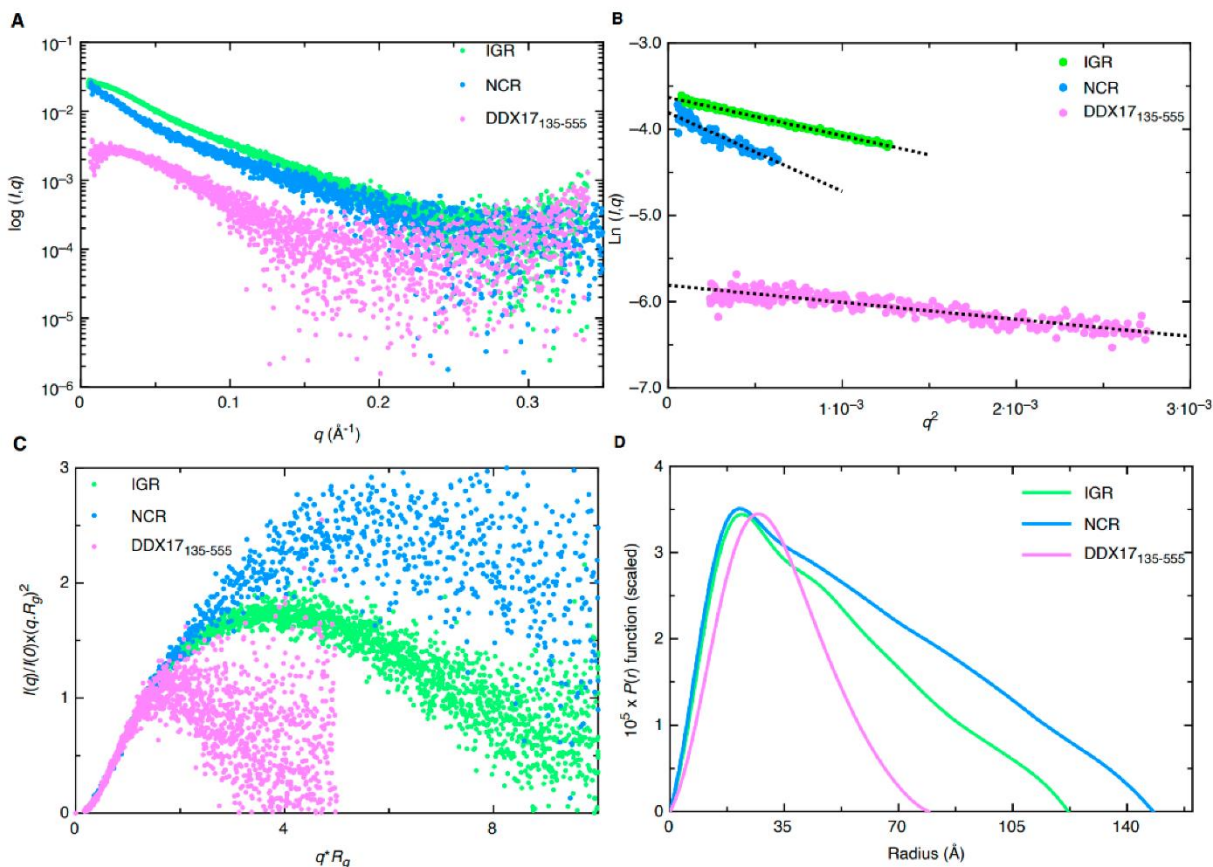 A
10⁻¹
10⁻²
10⁻³
10⁻⁴
10⁻⁵
10⁻⁶
log (I,q)
IGR
NCR
DDX17₁₃₅₋₅₅₅
0.1
0.2
0.3
q (Å⁻¹)
B
−3.0
−4.0
−5.0
−6.0
−7.0
Ln (I,q)
IGR
NCR
DDX17₁₃₅₋₅₅₅
0
1·10⁻³
2·10⁻³
3·10⁻³
q²
C
3
2
1
0
I(q)/I(0)x(q.Rg)²
IGR
NCR
DDX17₁₃₅₋₅₅₅
0
4
8
q*Rg
D
4
3
2
1
0
10⁵ x P(r) function (scaled)
IGR
NCR
DDX17₁₃₅₋₅₅₅
0
35
70
105
140
Radius (Å)